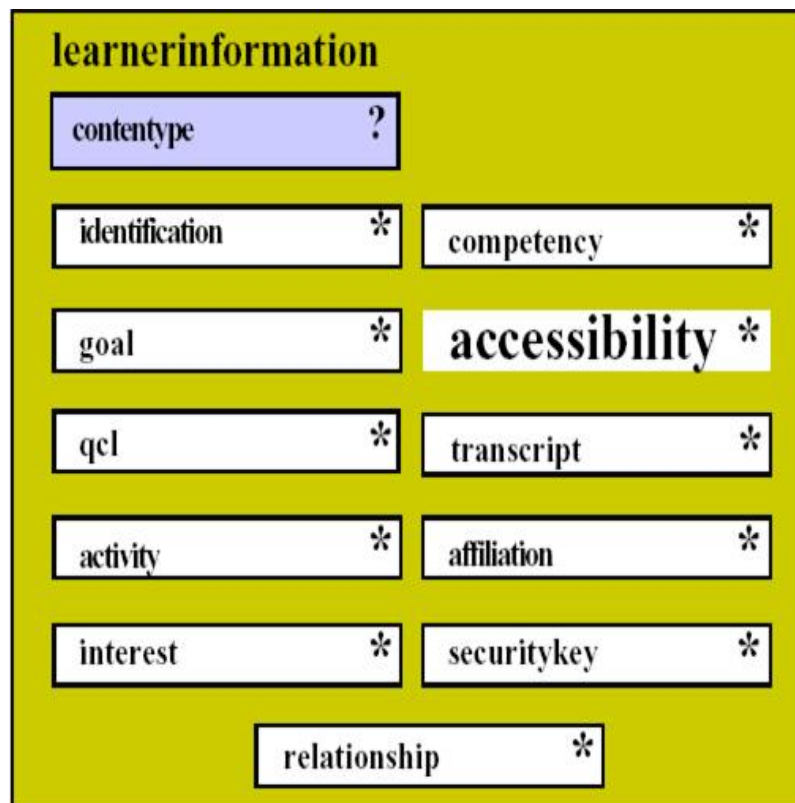 learnerinformation
contentype ?
identification *
competency *
goal *
accessibility *
qcl *
transcript *
activity *
affiliation *
interest *
securitykey *
relationship *